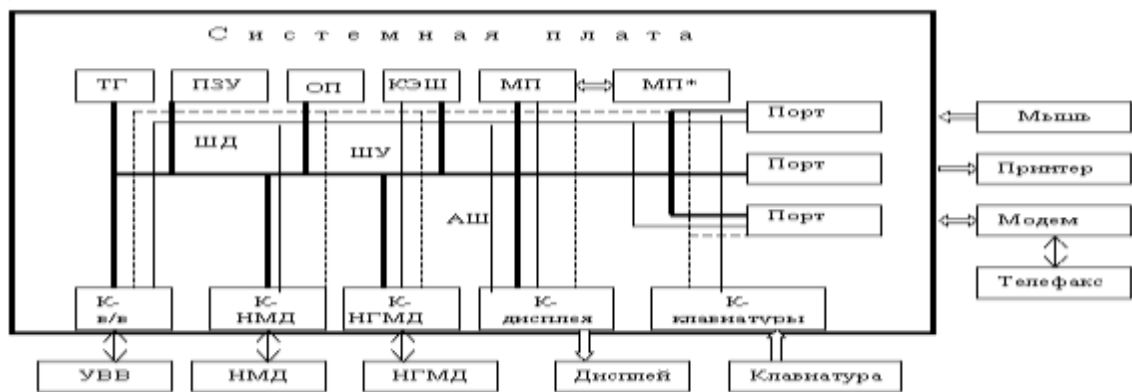 Системная плата
ТГ ПЗУ ОП КЭШ МП МП*
Порт Мышь
ШД ШУ
Порт Принтер
АШ Порт Модем
Телефакс
К- К- К- К- К-
в/в НМД НГМД дисплея клавиатуры
УВВ НМД НГМД Дисплей Клавиатура